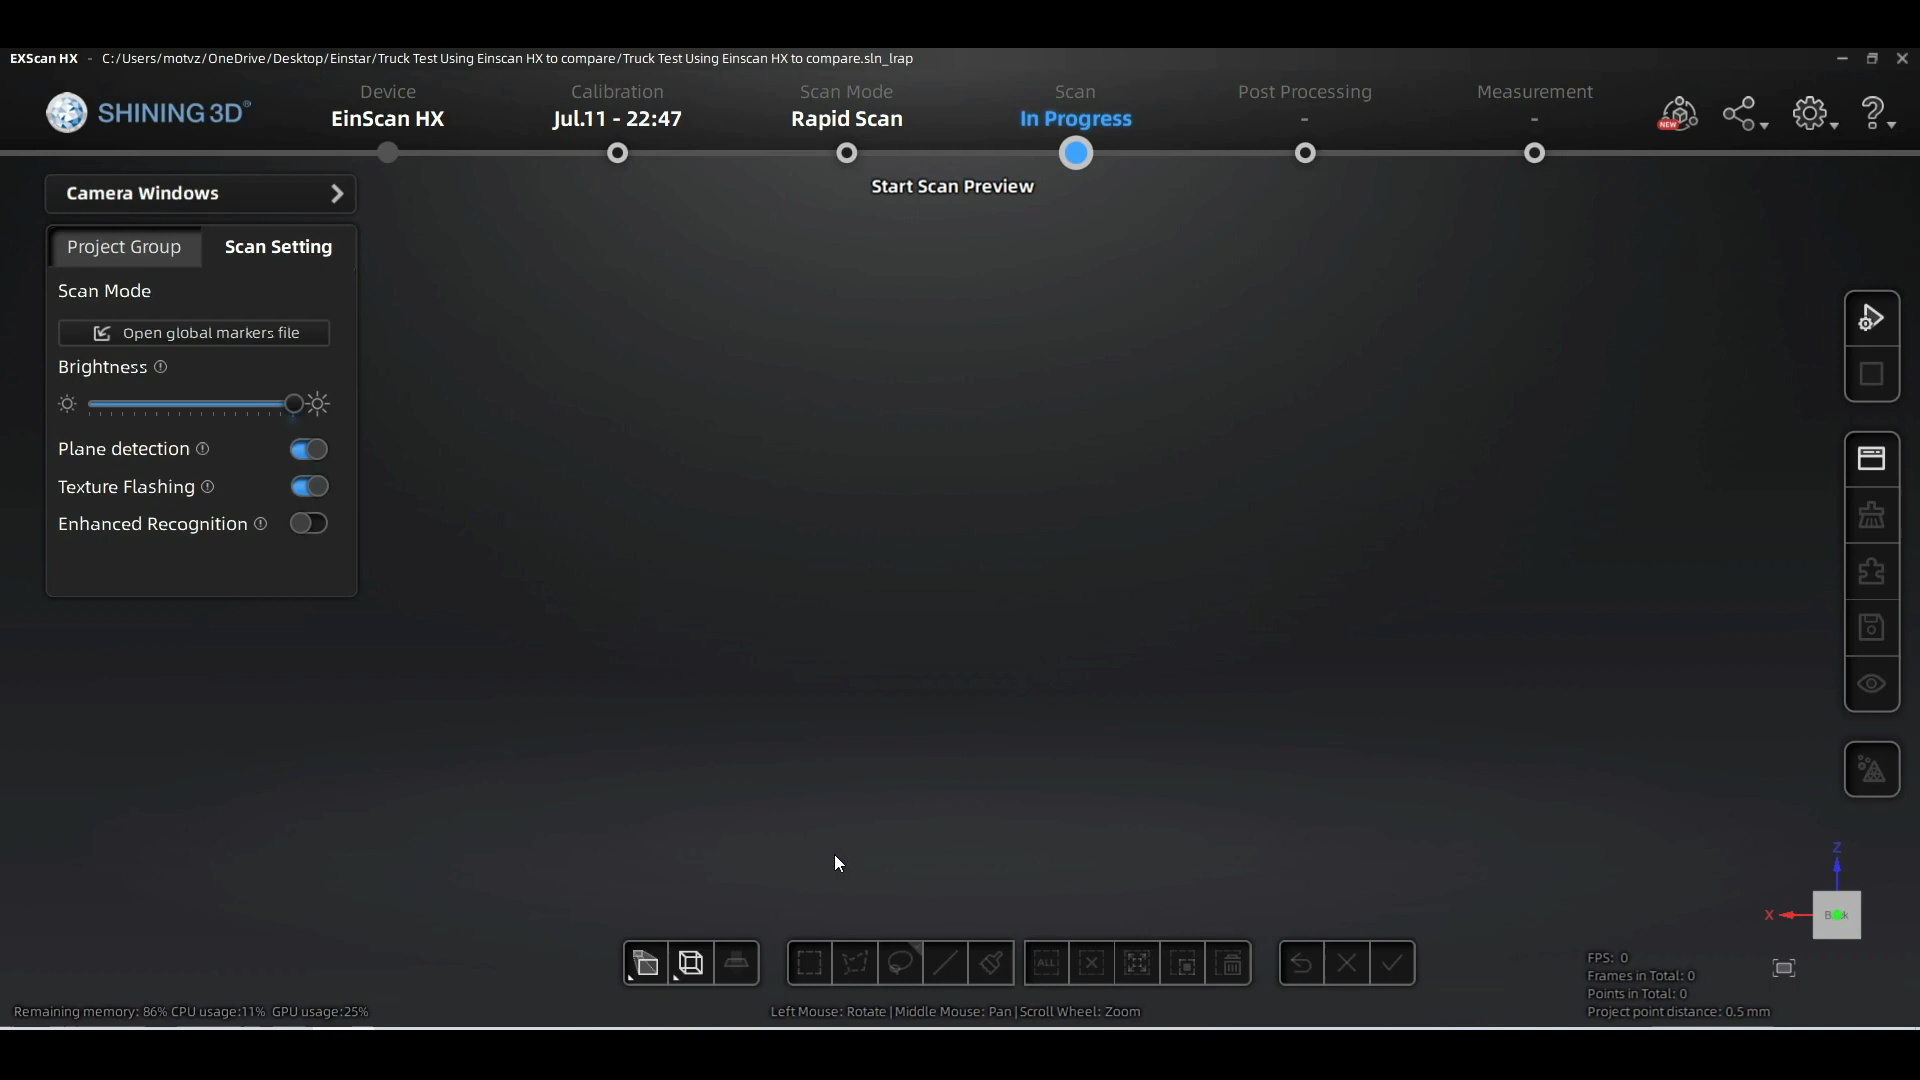 EXScan HX - C:/Users/motvz/OneDrive/Desktop/Einstar/Truck Test Using Einscan HX to compare/Truck Test Using Einscan HX to compare.sln_lrap
SHINING 3D®
Device
EinScan HX
Calibration
Jul.11 - 22:47
Scan Mode
Rapid Scan
Scan
In Progress
Post Processing
-
Measurement
-
NEW
Start Scan Preview
Camera Windows
Project Group
Scan Setting
Scan Mode
Open global markers file
Brightness
Plane detection
Texture Flashing
Enhanced Recognition
Z
X
ALL
FPS: 0
Frames in Total: 0
Points in Total: 0
Project point distance: 0.5 mm
Remaining memory: 86% CPU usage:11% GPU usage:25%
Left Mouse: Rotate | Middle Mouse: Pan | Scroll Wheel: Zoom